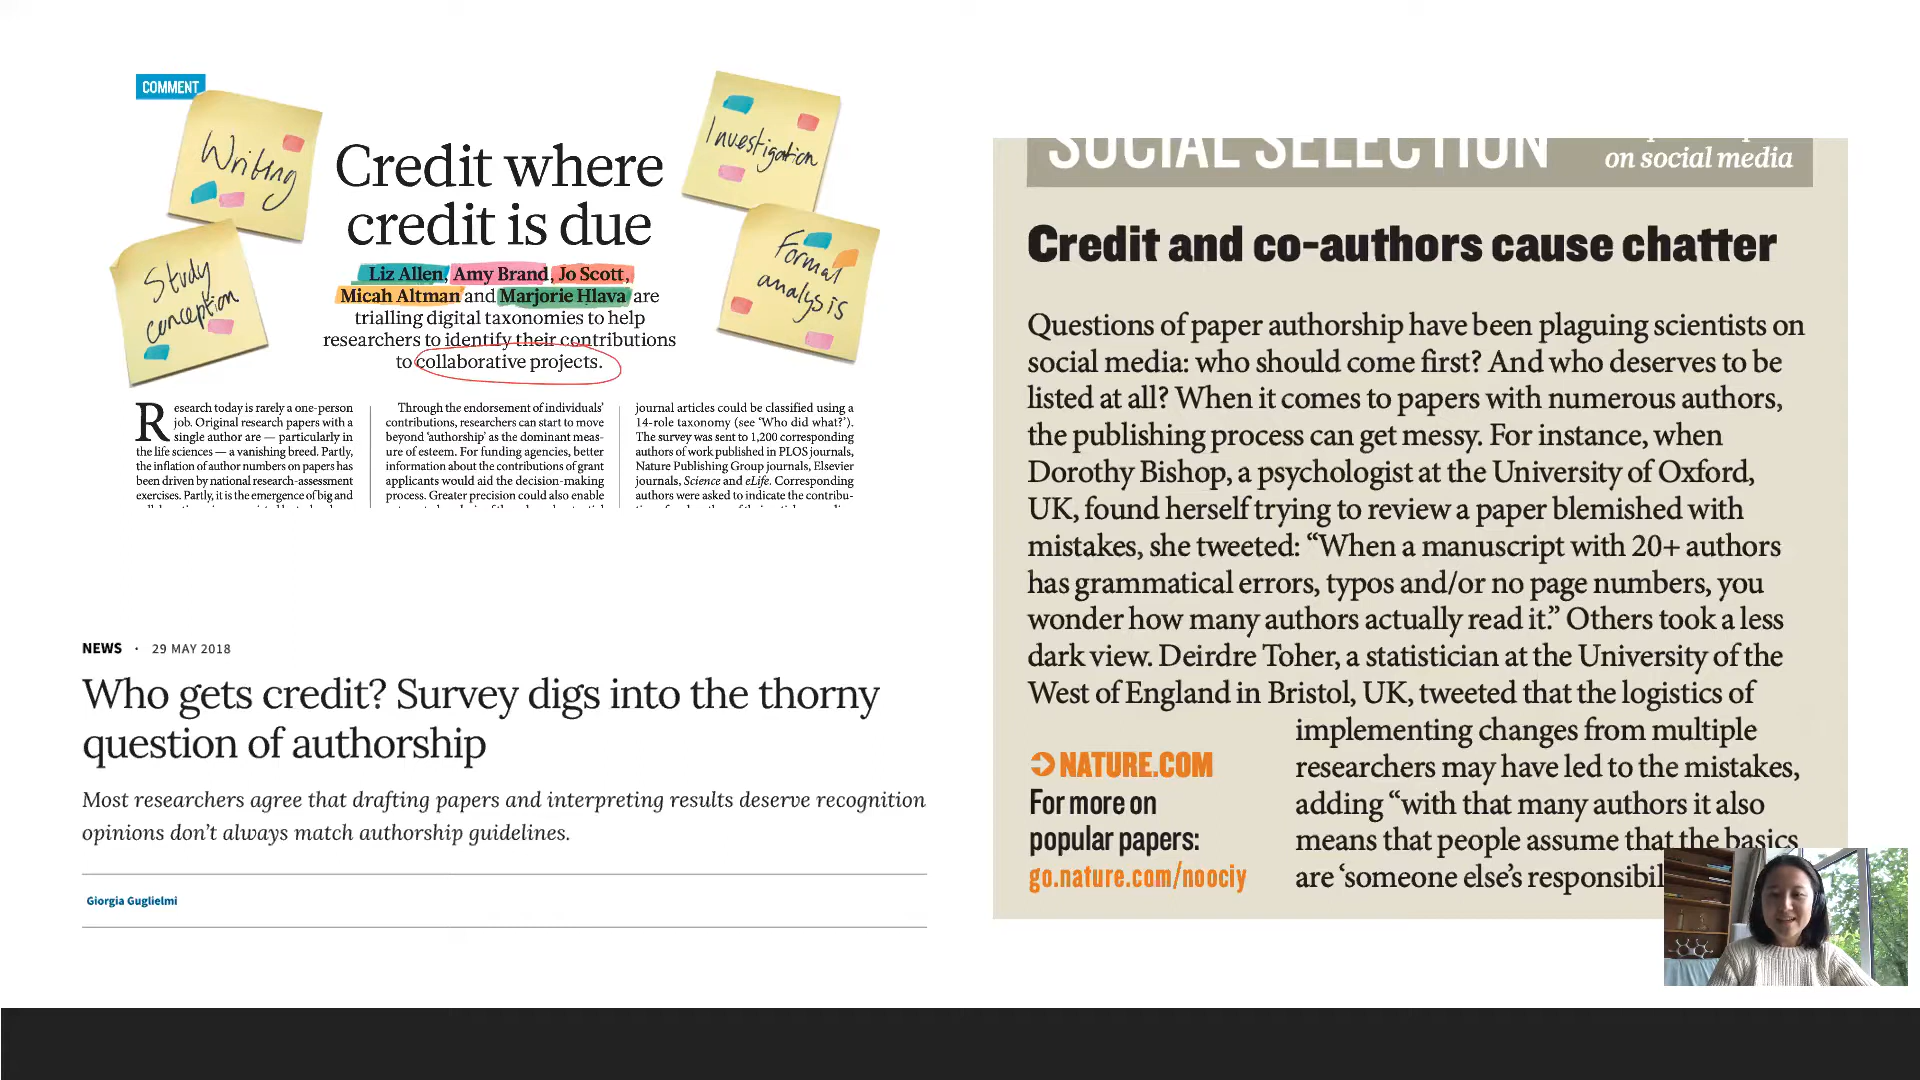 COMMENT
Writing
Study
conception
Investigation
Formal
analysis
Credit where
credit is due
Liz Allen, Amy Brand, Jo Scott,
Micah Altman and Marjorie Hlava are
trialling digital taxonomies to help
researchers to identify their contributions
to collaborative projects.
Research today is rarely a one-person
job. Original research papers with a
single author are — particularly in
the life sciences — a vanishing breed. Partly,
the inflation of author numbers on papers has
been driven by national research-assessment
exercises. Partly, it is the emergence of big and
Through the endorsement of individuals’
contributions, researchers can start to move
beyond ‘authorship’ as the dominant meas-
ure of esteem. For funding agencies, better
information about the contributions of grant
applicants would aid the decision-making
process. Greater precision could also enable
journal articles could be classified using a
14-role taxonomy (see ‘Who did what?’).
The survey was sent to 1,200 corresponding
authors of work published in PLOS journals,
Nature Publishing Group journals, Elsevier
journals, Science and eLife. Corresponding
authors were asked to indicate the contribu-
NEWS · 29 MAY 2018
Who gets credit? Survey digs into the thorny
question of authorship
Most researchers agree that drafting papers and interpreting results deserve recognition
opinions don’t always match authorship guidelines.
Giorgia Guglielmi
SOCIAL SELECTION
on social media
Credit and co-authors cause chatter
Questions of paper authorship have been plaguing scientists on
social media: who should come first? And who deserves to be
listed at all? When it comes to papers with numerous authors,
the publishing process can get messy. For instance, when
Dorothy Bishop, a psychologist at the University of Oxford,
UK, found herself trying to review a paper blemished with
mistakes, she tweeted: “When a manuscript with 20+ authors
has grammatical errors, typos and/or no page numbers, you
wonder how many authors actually read it.” Others took a less
dark view. Deirdre Toher, a statistician at the University of the
West of England in Bristol, UK, tweeted that the logistics of
implementing changes from multiple
researchers may have led to the mistakes,
adding “with that many authors it also
means that people assume that the basics
are ‘someone else’s responsibil
NATURE.COM
For more on
popular papers:
go.nature.com/noociy